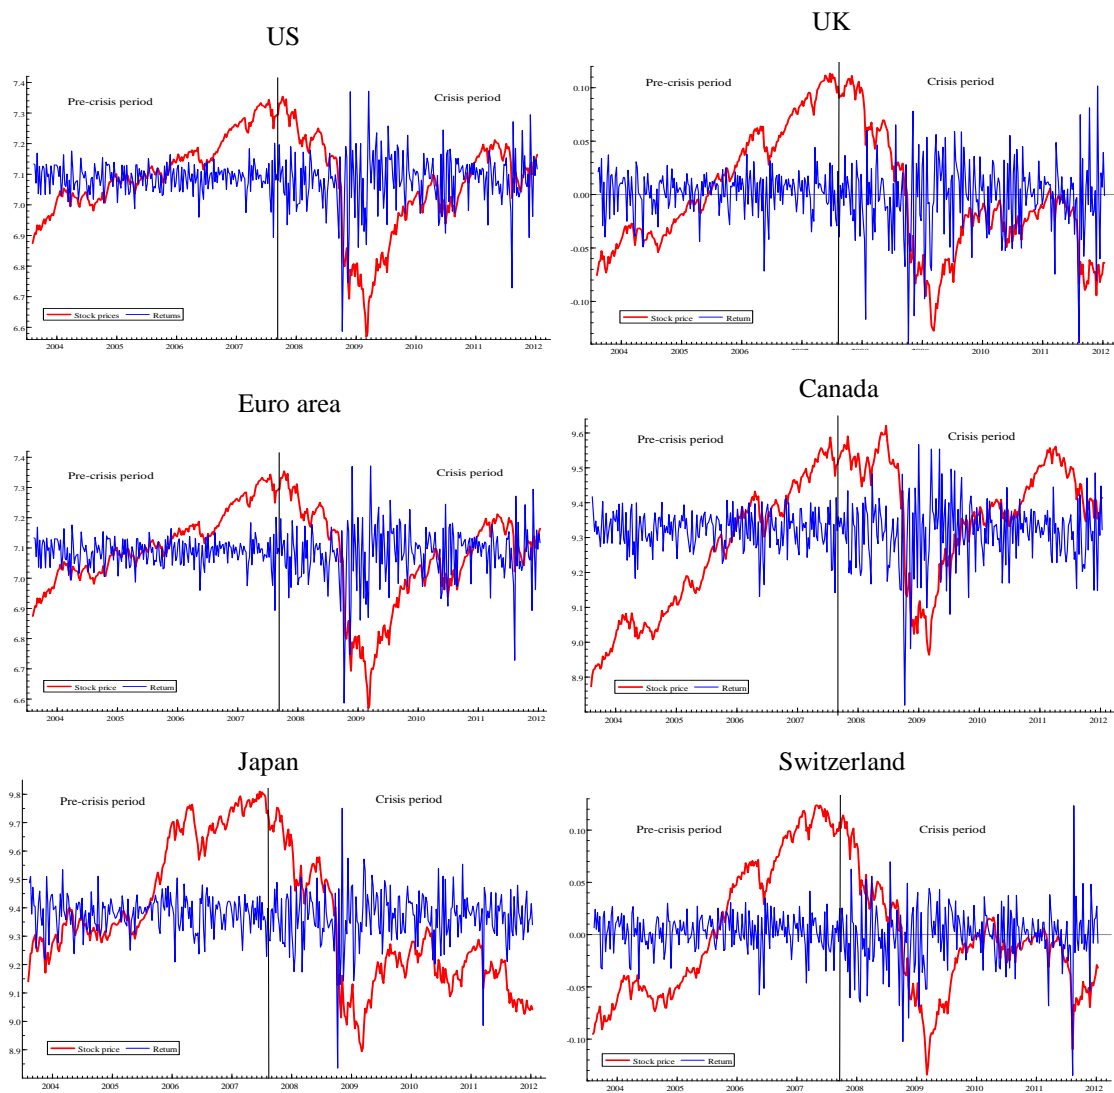 US
UK
7.4
7.3
7.2
7.1
7.0
6.9
6.8
6.7
6.6
Pre-crisis period
Crisis period
Stock prices
Returns
2004 2005 2006 2007 2008 2009 2010 2011 2012
0.10
0.05
0.00
-0.05
-0.10
Pre-crisis period
Crisis period
Stock price
Return
2004 2005 2006 2007 2008 2009 2010 2011 2012
Euro area
Canada
7.4
7.3
7.2
7.1
7.0
6.9
6.8
6.7
6.6
Pre-crisis period
Crisis period
Stock price
Return
2004 2005 2006 2007 2008 2009 2010 2011 2012
9.6
9.5
9.4
9.3
9.2
9.1
9.0
8.9
Pre-crisis period
Crisis period
Stock price
Return
2004 2005 2006 2007 2008 2009 2010 2011 2012
Japan
Switzerland
9.8
9.7
9.6
9.5
9.4
9.3
9.2
9.1
9.0
8.9
Pre-crisis period
Crisis period
Stock price
Return
2004 2005 2006 2007 2008 2009 2010 2011 2012
0.10
0.05
0.00
-0.05
-0.10
Pre-crisis period
Crisis period
Stock price
Return
2004 2005 2006 2007 2008 2009 2010 2011 2012